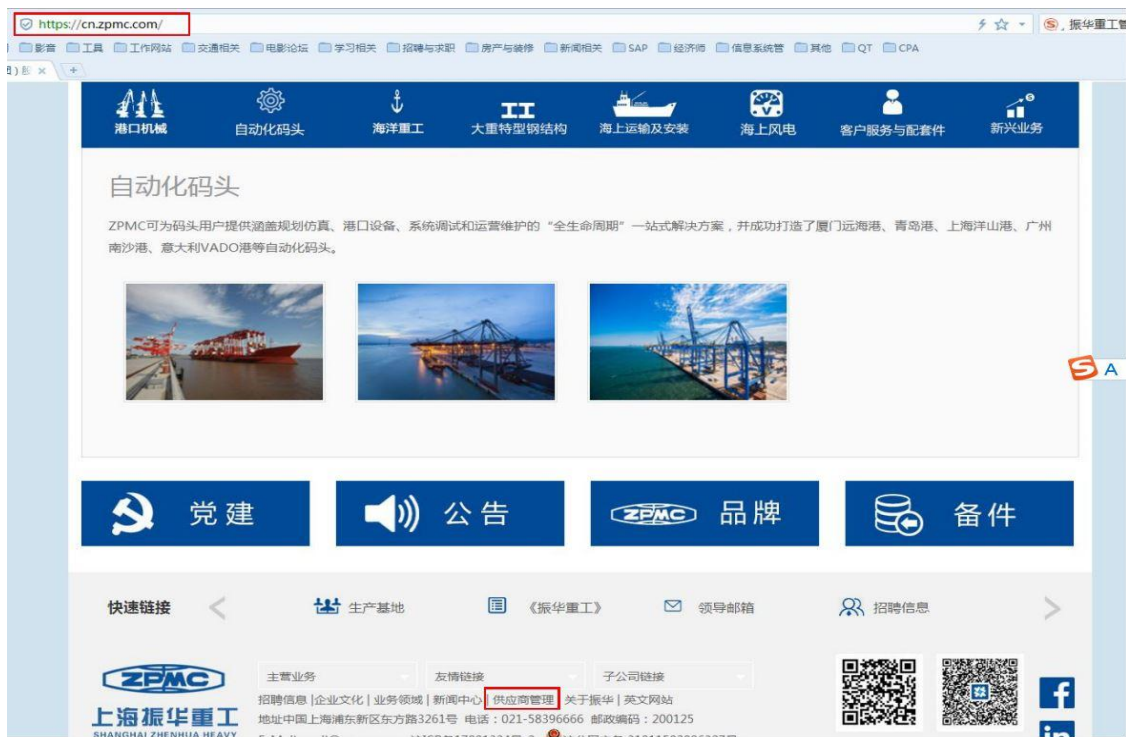 https://cn.zpmc.com/
振华重工管
影音 工具 工作网站 交通相关 电影论坛 学习相关 招聘与求职 房产与装修 新闻相关 SAP 经济师 信息系统管 其他 QT CPA
港口机械 自动化码头 海洋重工 大重特型钢结构 海上运输及安装 海上风电 客户服务与配套件 新兴业务
自动化码头
ZPMC可为码头用户提供涵盖规划仿真、港口设备、系统调试和运营维护的“全生命周期”一站式解决方案，并成功打造了厦门远海港、青岛港、上海洋山港、广州
南沙港、意大利VADO港等自动化码头。
A
党建 公告 ZPMC 品牌 备件
快速链接 生产基地 《振华重工》 领导邮箱 招聘信息
ZPMC
上海振华重工
SHANGHAI ZHENHUA HEAVY
主营业务 友情链接 子公司链接
招聘信息 |企业文化 | 业务领域 | 新闻中心 | 供应商管理 | 关于振华 | 英文网站
地址中国上海浦东新区东方路3261号 电话：021-58396666 邮政编码：200125